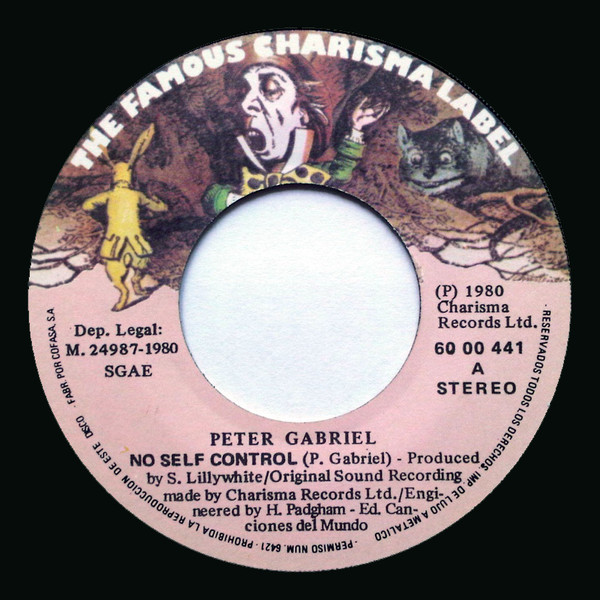 THE FAMOUS CHARISMA LABEL
Dep. Legal:
M. 24987-1980
SGAE
(P) 1980
Charisma
Records Ltd.
60 00 441
A
STEREO
PETER GABRIEL
NO SELF CONTROL (P. Gabriel) - Produced
by S. Lillywhite/Original Sound Recording
made by Charisma Records Ltd./Engi-
neered by H. Padgham - Ed. Can-
ciones del Mundo
· RESERVADOS TODOS LOS DERECHOS, IMP. DE LUJO A METALICO · PERMISO NUM. 6421 · PROHIBIDA LA REPRODUCCION DE ESTE DISCO · FABR. POR COFASA, S.A.